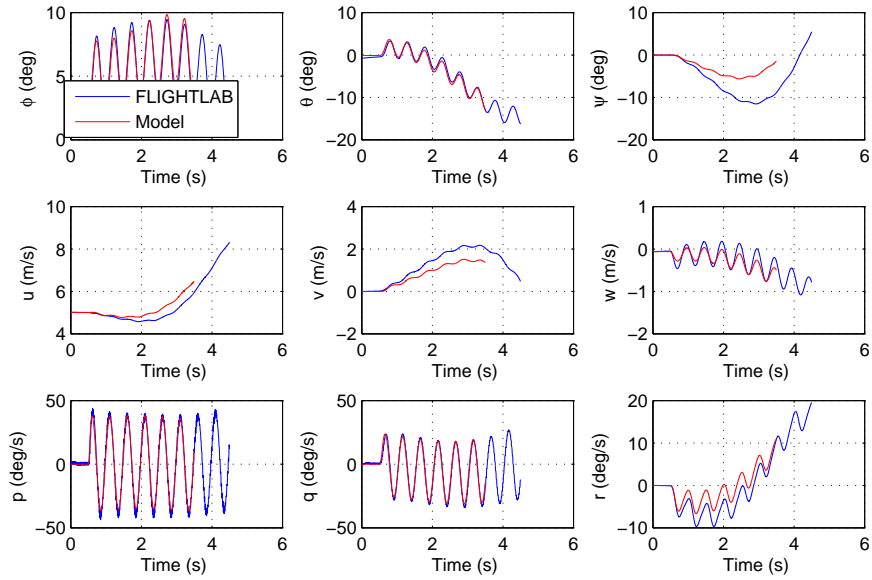 10
5
0
φ (deg)
0 2 4 6
Time (s)
FLIGHTLAB
Model
10
0
−10
−20
θ (deg)
0 2 4 6
Time (s)
10
0
−10
−20
ψ (deg)
0 2 4 6
Time (s)
10
8
6
4
u (m/s)
0 2 4 6
Time (s)
4
2
0
−2
v (m/s)
0 2 4 6
Time (s)
1
0
−1
−2
w (m/s)
0 2 4 6
Time (s)
50
0
−50
p (deg/s)
0 2 4 6
Time (s)
50
0
−50
q (deg/s)
0 2 4 6
Time (s)
20
10
0
−10
r (deg/s)
0 2 4 6
Time (s)